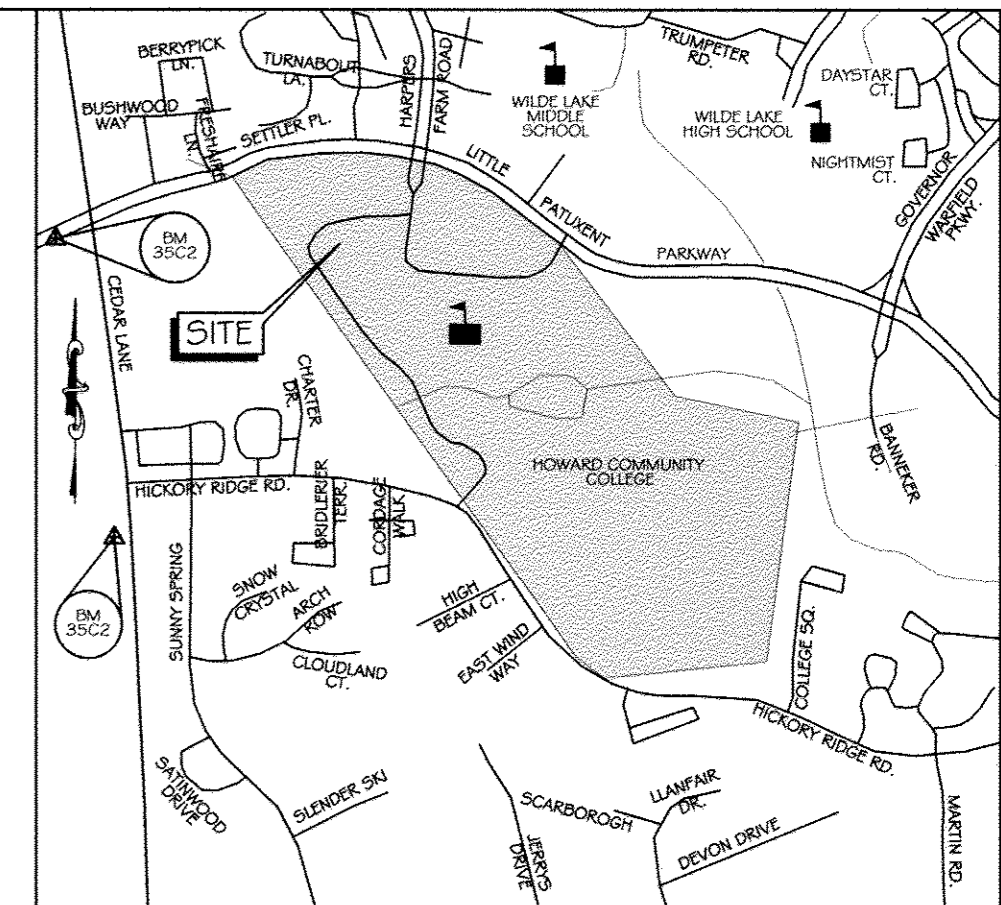 BERRYPICK
LN.
TURNABOUT
LA.
HARPERS
FARM ROAD
TRUMPETER
RD.
DAYSTAR
CT.
BUSHWOOD
WAY
FRESHAIRE
LN.
SETTLER PL.
WILDE LAKE
MIDDLE
SCHOOL
WILDE LAKE
HIGH SCHOOL
NIGHTMIST
CT.
GOVERNOR
WARFIELD
PKWY.
LITTLE
PATUXENT
PARKWAY
BM
35C2
CEDAR LANE
SITE
CHARTER
DR.
HOWARD COMMUNITY
COLLEGE
BANNEKER
RD.
HICKORY RIDGE RD.
BRIDLERIER
TERR.
CORDAGE
WALK
SUNNY SPRING
SNOW
CRYSTAL
ARCH
ROW
CLOUDLAND
CT.
HIGH
BEAM CT.
EAST WIND
WAY
BM
35C2
COLLEGE SQ.
HICKORY RIDGE RD.
SATINWOOD
DRIVE
SLENDER SKI
JERRYS
DRIVE
SCARBOROGH
LLANFAIR
DR.
DEVON DRIVE
MARTIN RD.